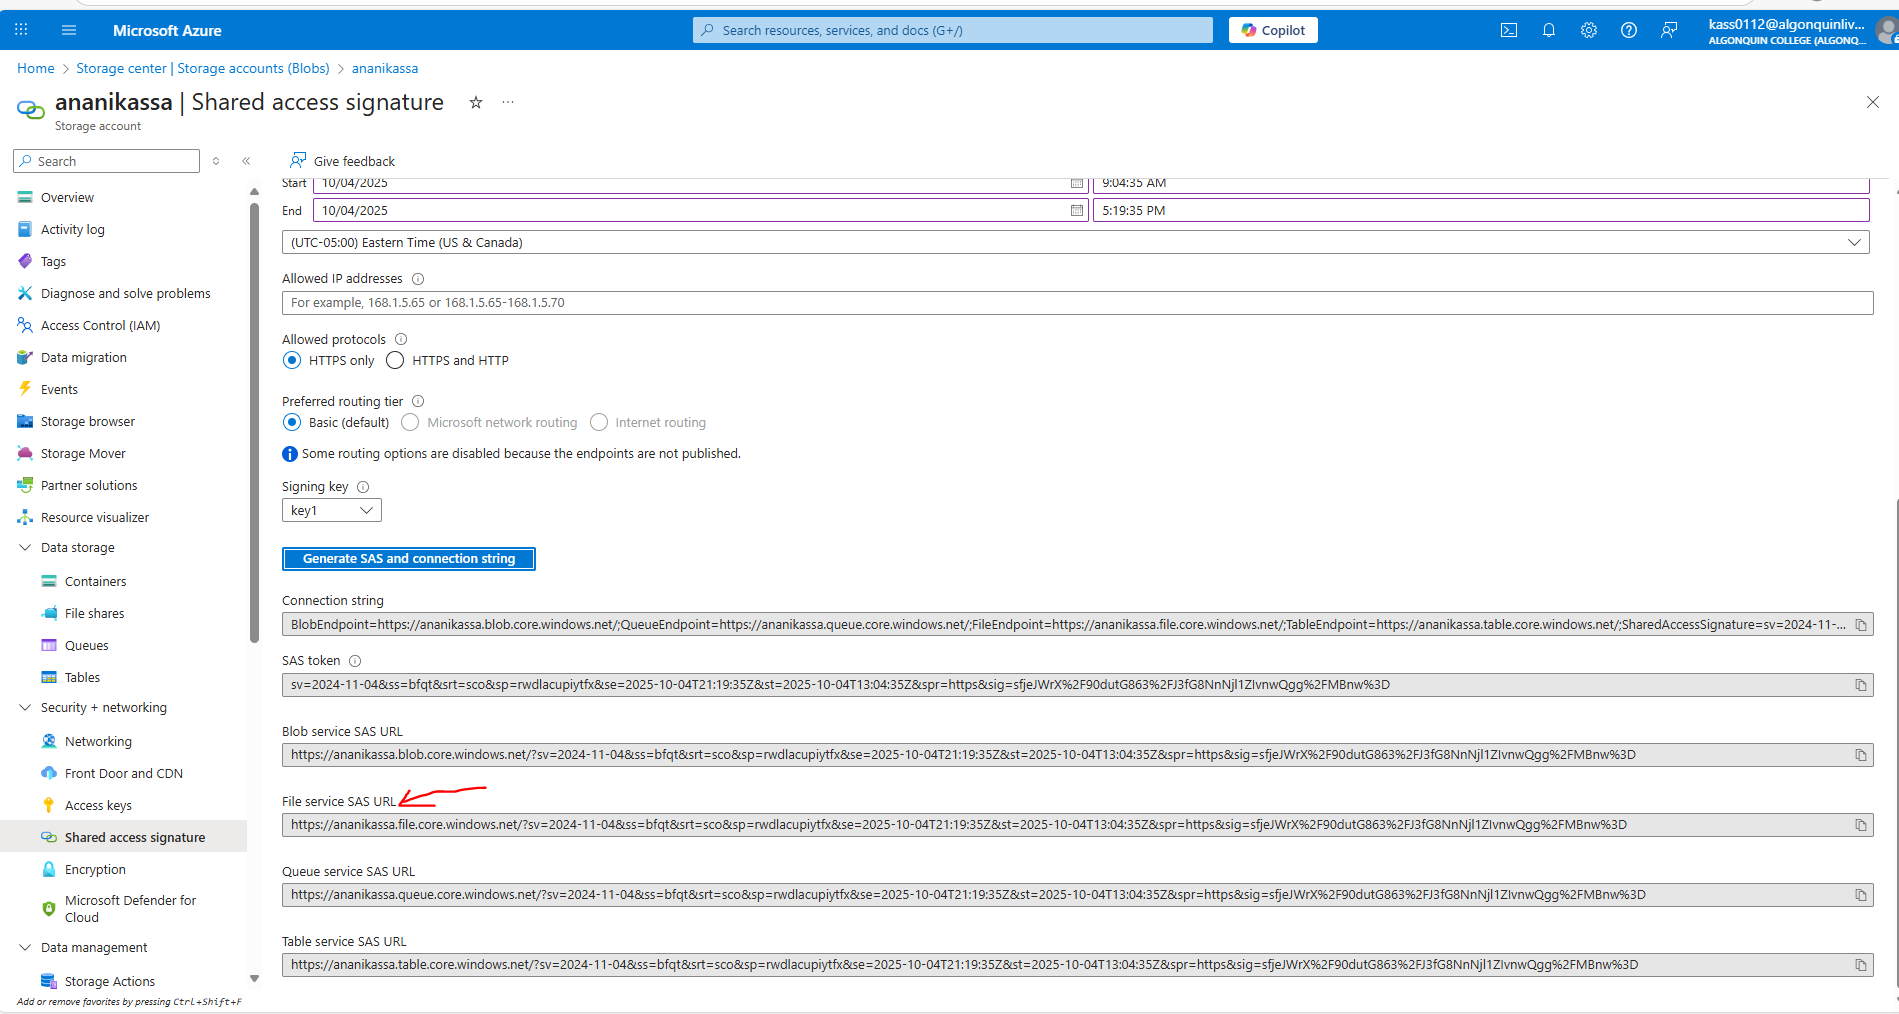 Microsoft Azure
Search resources, services, and docs (G+/)
Copilot
kass0112@algonquinliv...
ALGONQUIN COLLEGE (ALGONQ...
Home > Storage center | Storage accounts (Blobs) > ananikassa
ananikassa | Shared access signature
Storage account
Search
Give feedback
Overview
Activity log
Tags
Diagnose and solve problems
Access Control (IAM)
Data migration
Events
Storage browser
Storage Mover
Partner solutions
Resource visualizer
Data storage
Containers
File shares
Queues
Tables
Security + networking
Networking
Front Door and CDN
Access keys
Shared access signature
Encryption
Microsoft Defender for
Cloud
Data management
Storage Actions
Add or remove favorites by pressing Ctrl+Shift+F
Start 10/04/2025 9:04:35 AM
End 10/04/2025 5:19:35 PM
(UTC-05:00) Eastern Time (US & Canada)
Allowed IP addresses
For example, 168.1.5.65 or 168.1.5.65-168.1.5.70
Allowed protocols
HTTPS only HTTPS and HTTP
Preferred routing tier
Basic (default) Microsoft network routing Internet routing
Some routing options are disabled because the endpoints are not published.
Signing key
key1
Generate SAS and connection string
Connection string
BlobEndpoint=https://ananikassa.blob.core.windows.net/;QueueEndpoint=https://ananikassa.queue.core.windows.net/;FileEndpoint=https://ananikassa.file.core.windows.net/;TableEndpoint=https://ananikassa.table.core.windows.net/;SharedAccessSignature=sv=2024-11-...
SAS token
sv=2024-11-04&ss=bfqt&srt=sco&sp=rwdlacupiytfx&se=2025-10-04T21:19:35Z&st=2025-10-04T13:04:35Z&spr=https&sig=sfjeJWrX%2F90dutG863%2FJ3fG8NnNjl1ZIvnwQgg%2FMBnw%3D
Blob service SAS URL
https://ananikassa.blob.core.windows.net/?sv=2024-11-04&ss=bfqt&srt=sco&sp=rwdlacupiytfx&se=2025-10-04T21:19:35Z&st=2025-10-04T13:04:35Z&spr=https&sig=sfjeJWrX%2F90dutG863%2FJ3fG8NnNjl1ZIvnwQgg%2FMBnw%3D
File service SAS URL
https://ananikassa.file.core.windows.net/?sv=2024-11-04&ss=bfqt&srt=sco&sp=rwdlacupiytfx&se=2025-10-04T21:19:35Z&st=2025-10-04T13:04:35Z&spr=https&sig=sfjeJWrX%2F90dutG863%2FJ3fG8NnNjl1ZIvnwQgg%2FMBnw%3D
Queue service SAS URL
https://ananikassa.queue.core.windows.net/?sv=2024-11-04&ss=bfqt&srt=sco&sp=rwdlacupiytfx&se=2025-10-04T21:19:35Z&st=2025-10-04T13:04:35Z&spr=https&sig=sfjeJWrX%2F90dutG863%2FJ3fG8NnNjl1ZIvnwQgg%2FMBnw%3D
Table service SAS URL
https://ananikassa.table.core.windows.net/?sv=2024-11-04&ss=bfqt&srt=sco&sp=rwdlacupiytfx&se=2025-10-04T21:19:35Z&st=2025-10-04T13:04:35Z&spr=https&sig=sfjeJWrX%2F90dutG863%2FJ3fG8NnNjl1ZIvnwQgg%2FMBnw%3D